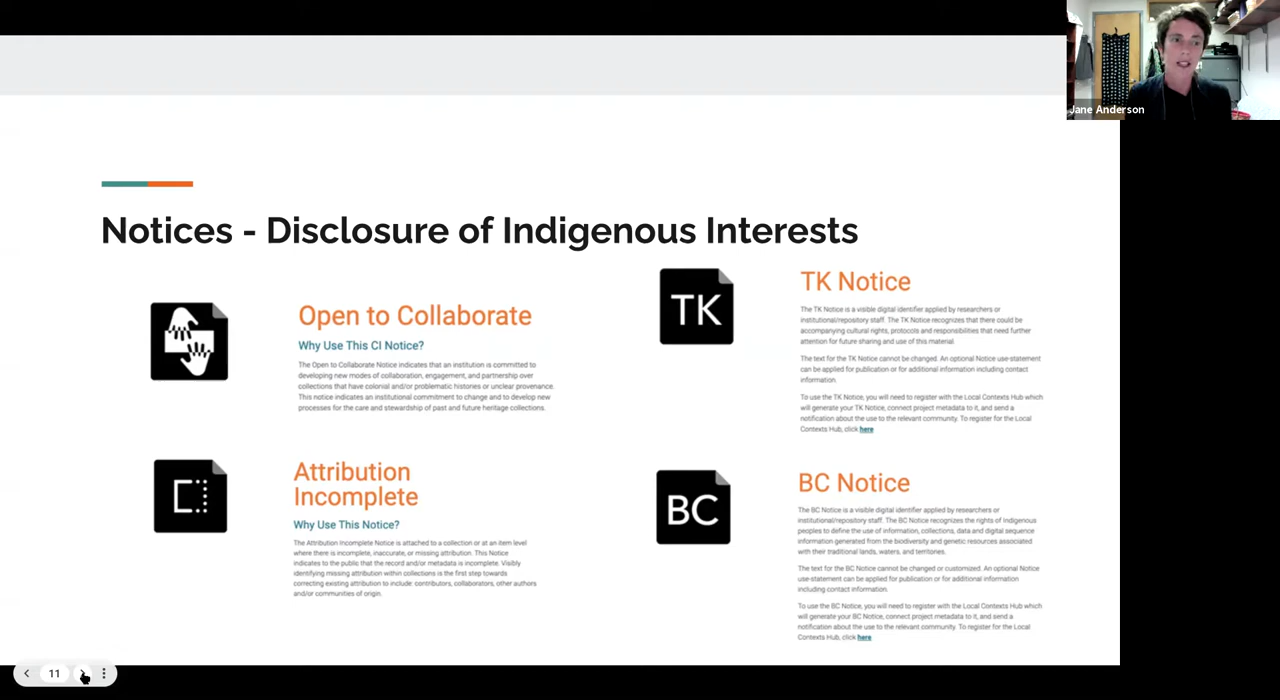 Jane Anderson
Notices - Disclosure of Indigenous Interests
Open to Collaborate
Why Use This CI Notice?
The Open to Collaborate Notice indicates that an institution is committed to
developing new modes of collaboration, engagement, and partnership over
collections that have colonial and/or problematic histories or unclear provenance.
This notice indicates an institutional commitment to change and to develop new
processes for the care and stewardship of past and future heritage collections.
Attribution
Incomplete
Why Use This Notice?
The Attribution Incomplete Notice is attached to a collection or at an item level
where there is incomplete, inaccurate, or missing attribution. This Notice
indicates to the public that the record and/or metadata is incomplete. Visibly
identifying missing attribution within collections is the first step towards
correcting existing attribution to include: contributors, collaborators, other authors
and/or communities of origin.
TK
TK Notice
The TK Notice is a visible digital identifier applied by researchers or
institutional/repository staff. The TK Notice recognizes that there could be
accompanying cultural rights, protocols and responsibilities that need further
attention for future sharing and use of this material.
The text for the TK Notice cannot be changed. An optional Notice use-statement
can be applied for publication or for additional information including contact
information.
To use the TK Notice, you will need to register with the Local Contexts Hub which
will generate your TK Notice, connect project metadata to it, and send a
notification about the use to the relevant community. To register for the Local
Contexts Hub, click here
BC
BC Notice
The BC Notice is a visible digital identifier applied by researchers or
institutional/repository staff. The BC Notice recognizes the rights of Indigenous
peoples to define the use of information, collections, data and digital sequence
information generated from the biodiversity and genetic resources associated
with their traditional lands, waters, and territories.
The text for the BC Notice cannot be changed or customized. An optional Notice
use-statement can be applied for publication or for additional information
including contact information.
To use the BC Notice, you will need to register with the Local Contexts Hub which
will generate your BC Notice, connect project metadata to it, and send a
notification about the use to the relevant community. To register for the Local
Contexts Hub, click here
11